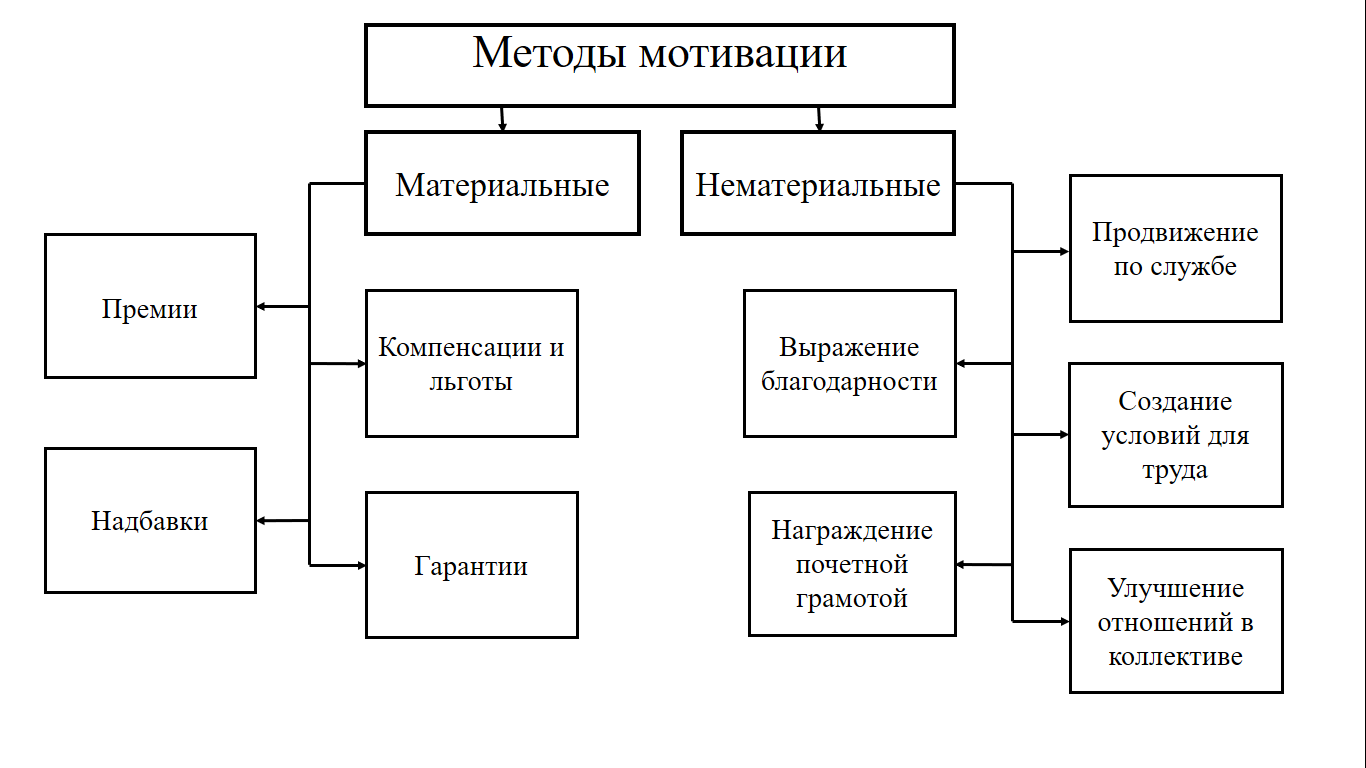 Методы мотивации
Материальные
Нематериальные
Премии
Компенсации и
льготы
Надбавки
Гарантии
Продвижение
по службе
Выражение
благодарности
Создание
условий для
труда
Награждение
почетной
грамотой
Улучшение
отношений в
коллективе